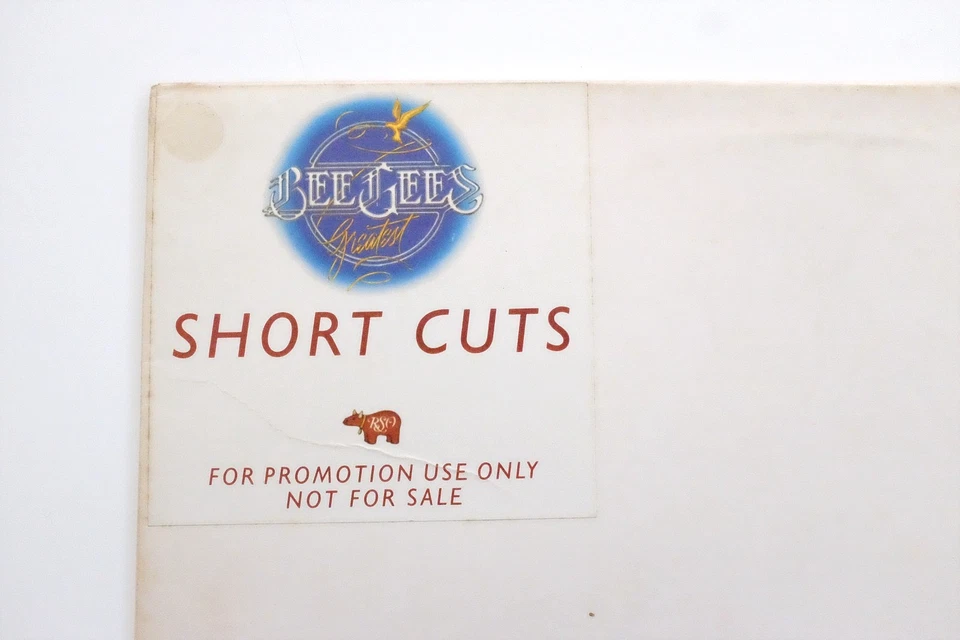 BEE GEES
Greatest
SHORT CUTS
RSO
FOR PROMOTION USE ONLY
NOT FOR SALE